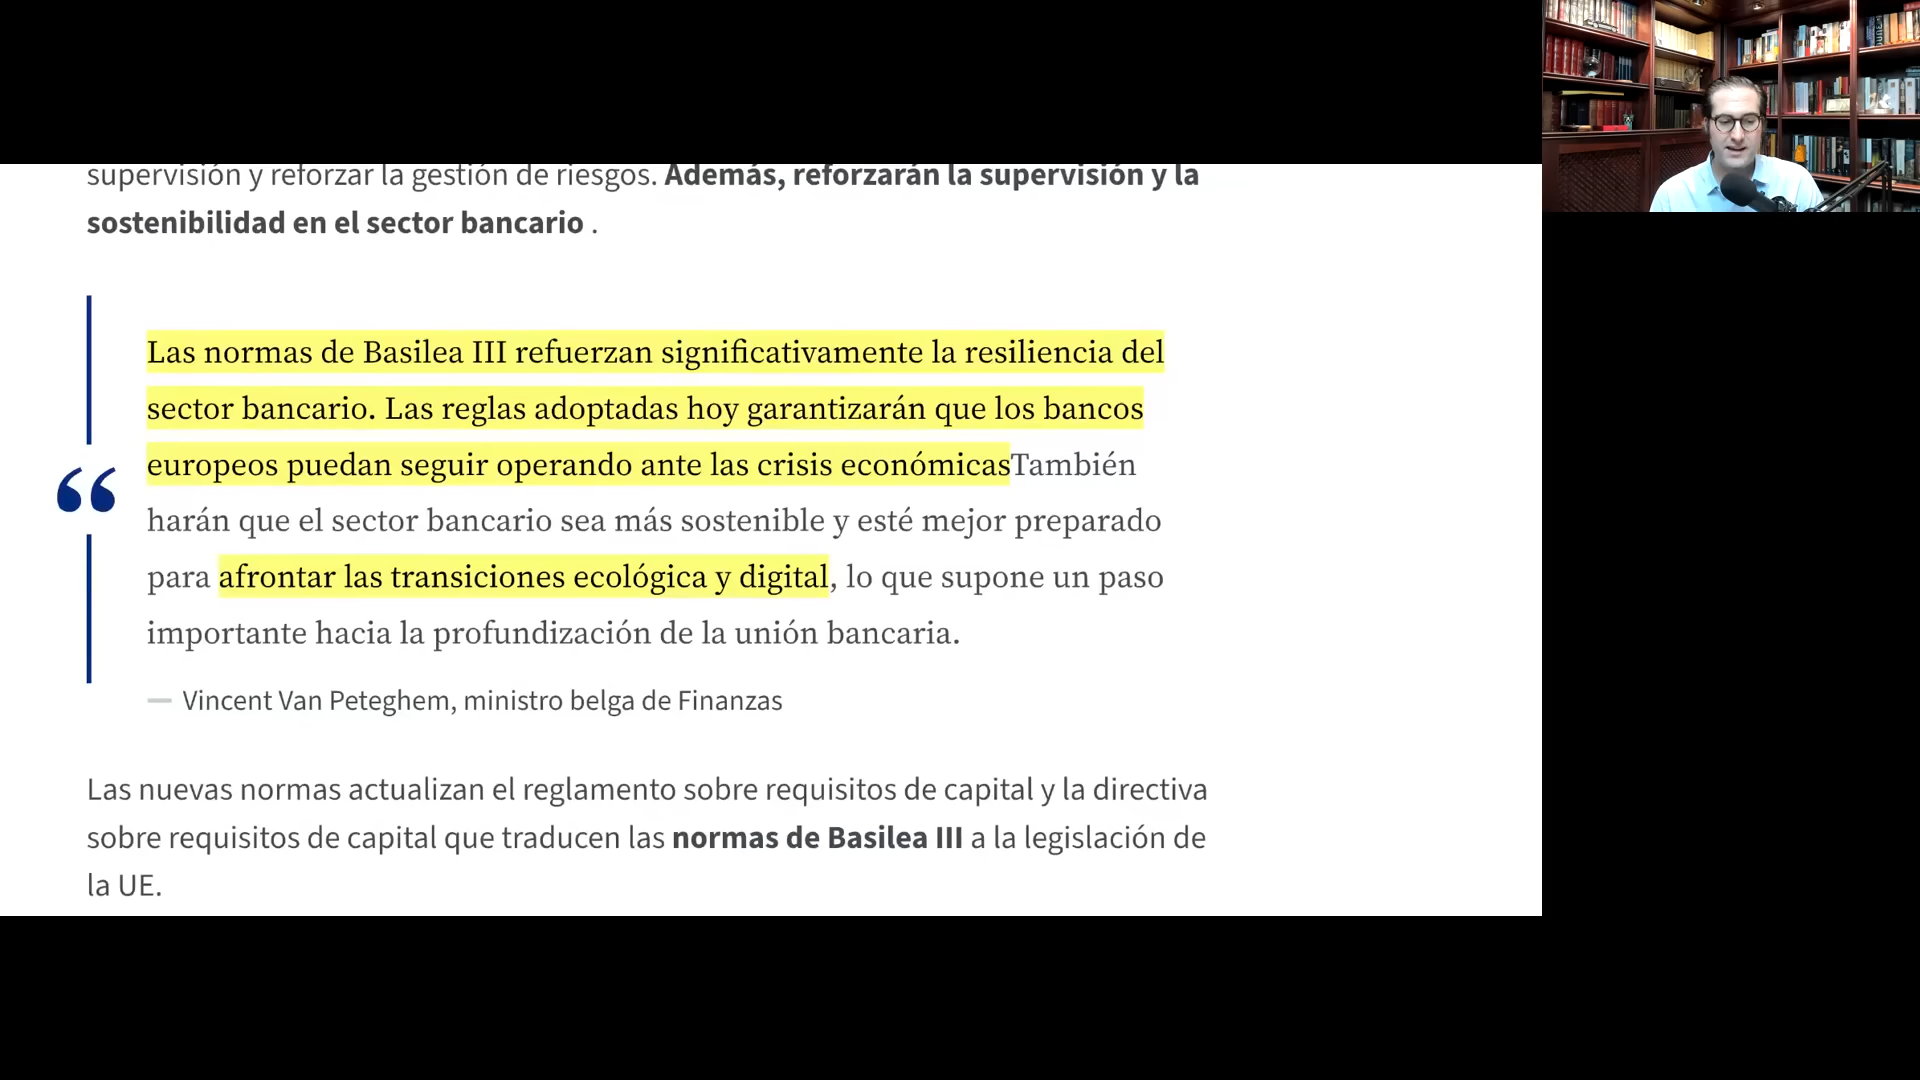 supervisión y reforzar la gestión de riesgos. Además, reforzarán la supervisión y la
sostenibilidad en el sector bancario .
“
Las normas de Basilea III refuerzan significativamente la resiliencia del
sector bancario. Las reglas adoptadas hoy garantizarán que los bancos
europeos puedan seguir operando ante las crisis económicasTambién
harán que el sector bancario sea más sostenible y esté mejor preparado
para afrontar las transiciones ecológica y digital, lo que supone un paso
importante hacia la profundización de la unión bancaria.
— Vincent Van Peteghem, ministro belga de Finanzas
Las nuevas normas actualizan el reglamento sobre requisitos de capital y la directiva
sobre requisitos de capital que traducen las normas de Basilea III a la legislación de
la UE.